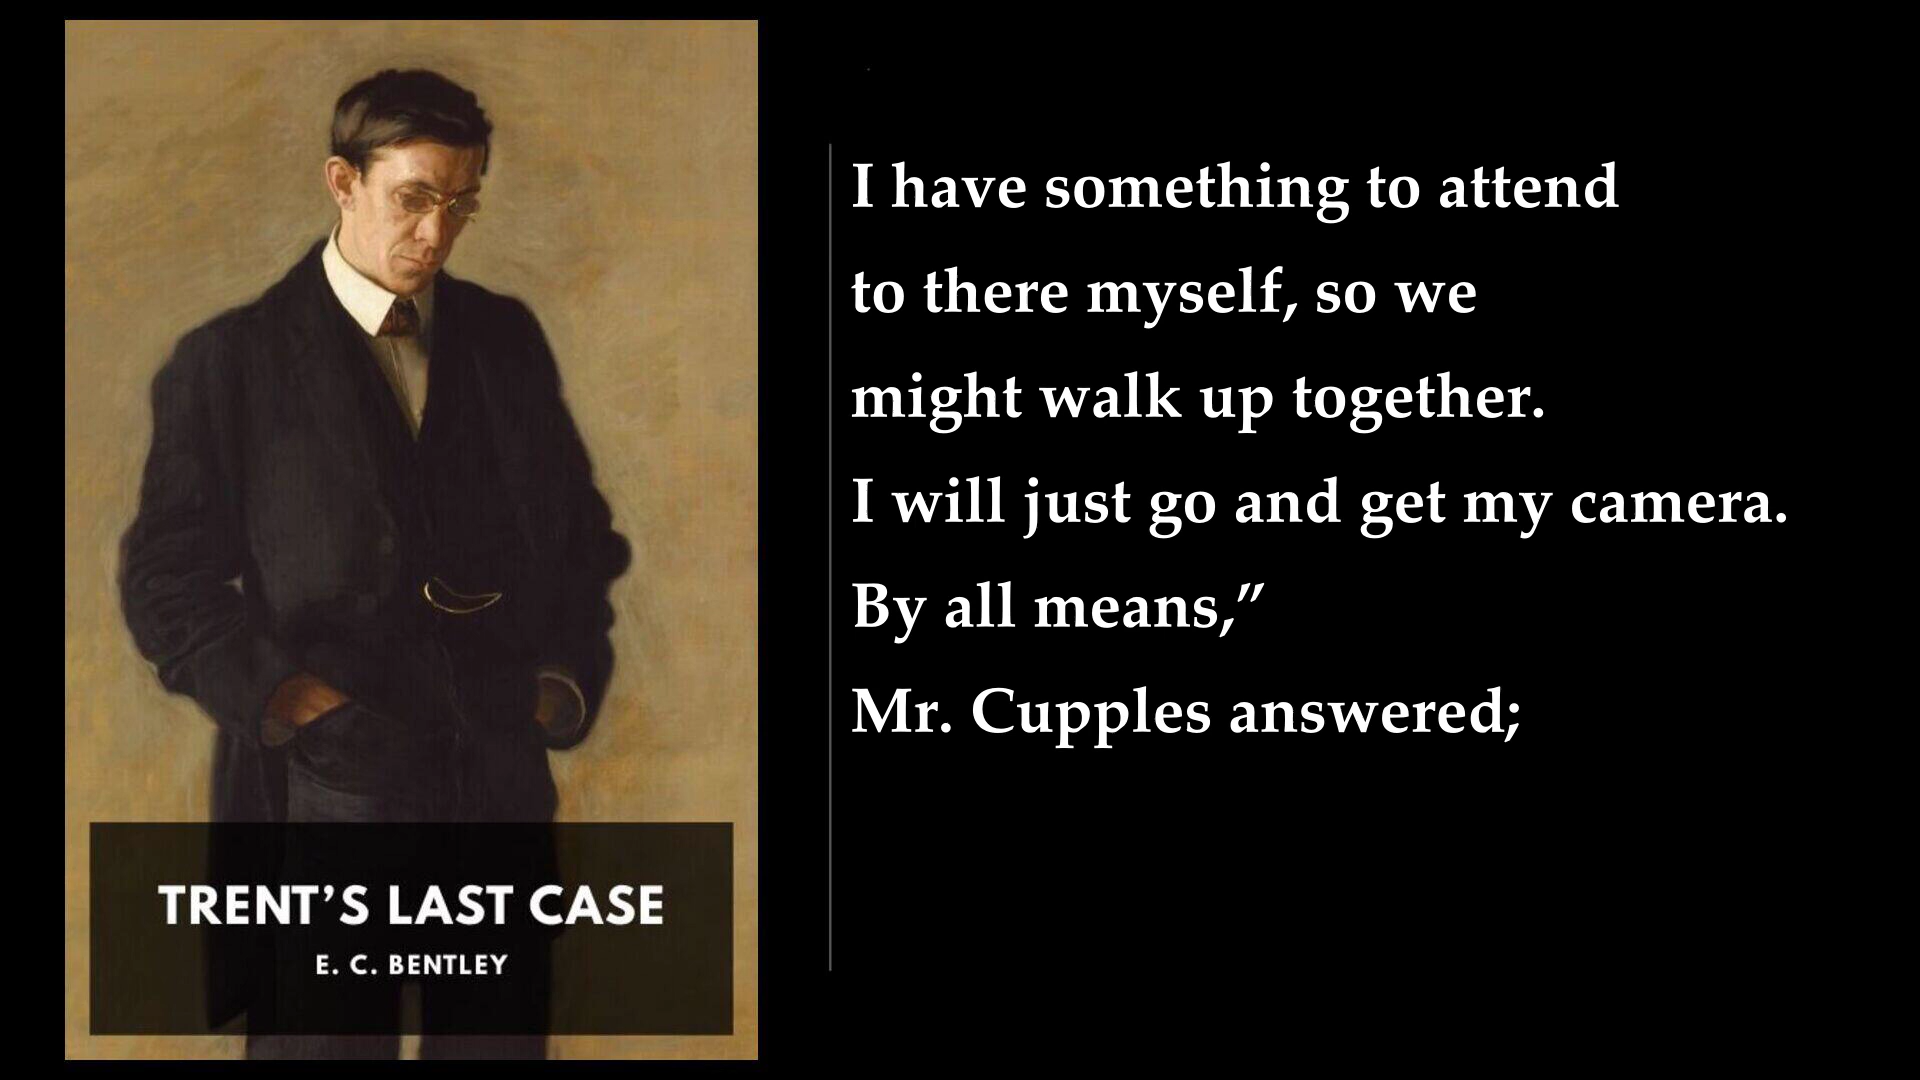 I have something to attend
to there myself, so we
might walk up together.
I will just go and get my camera.
By all means,”
Mr. Cupples answered;
TRENT’S LAST CASE
E. C. BENTLEY